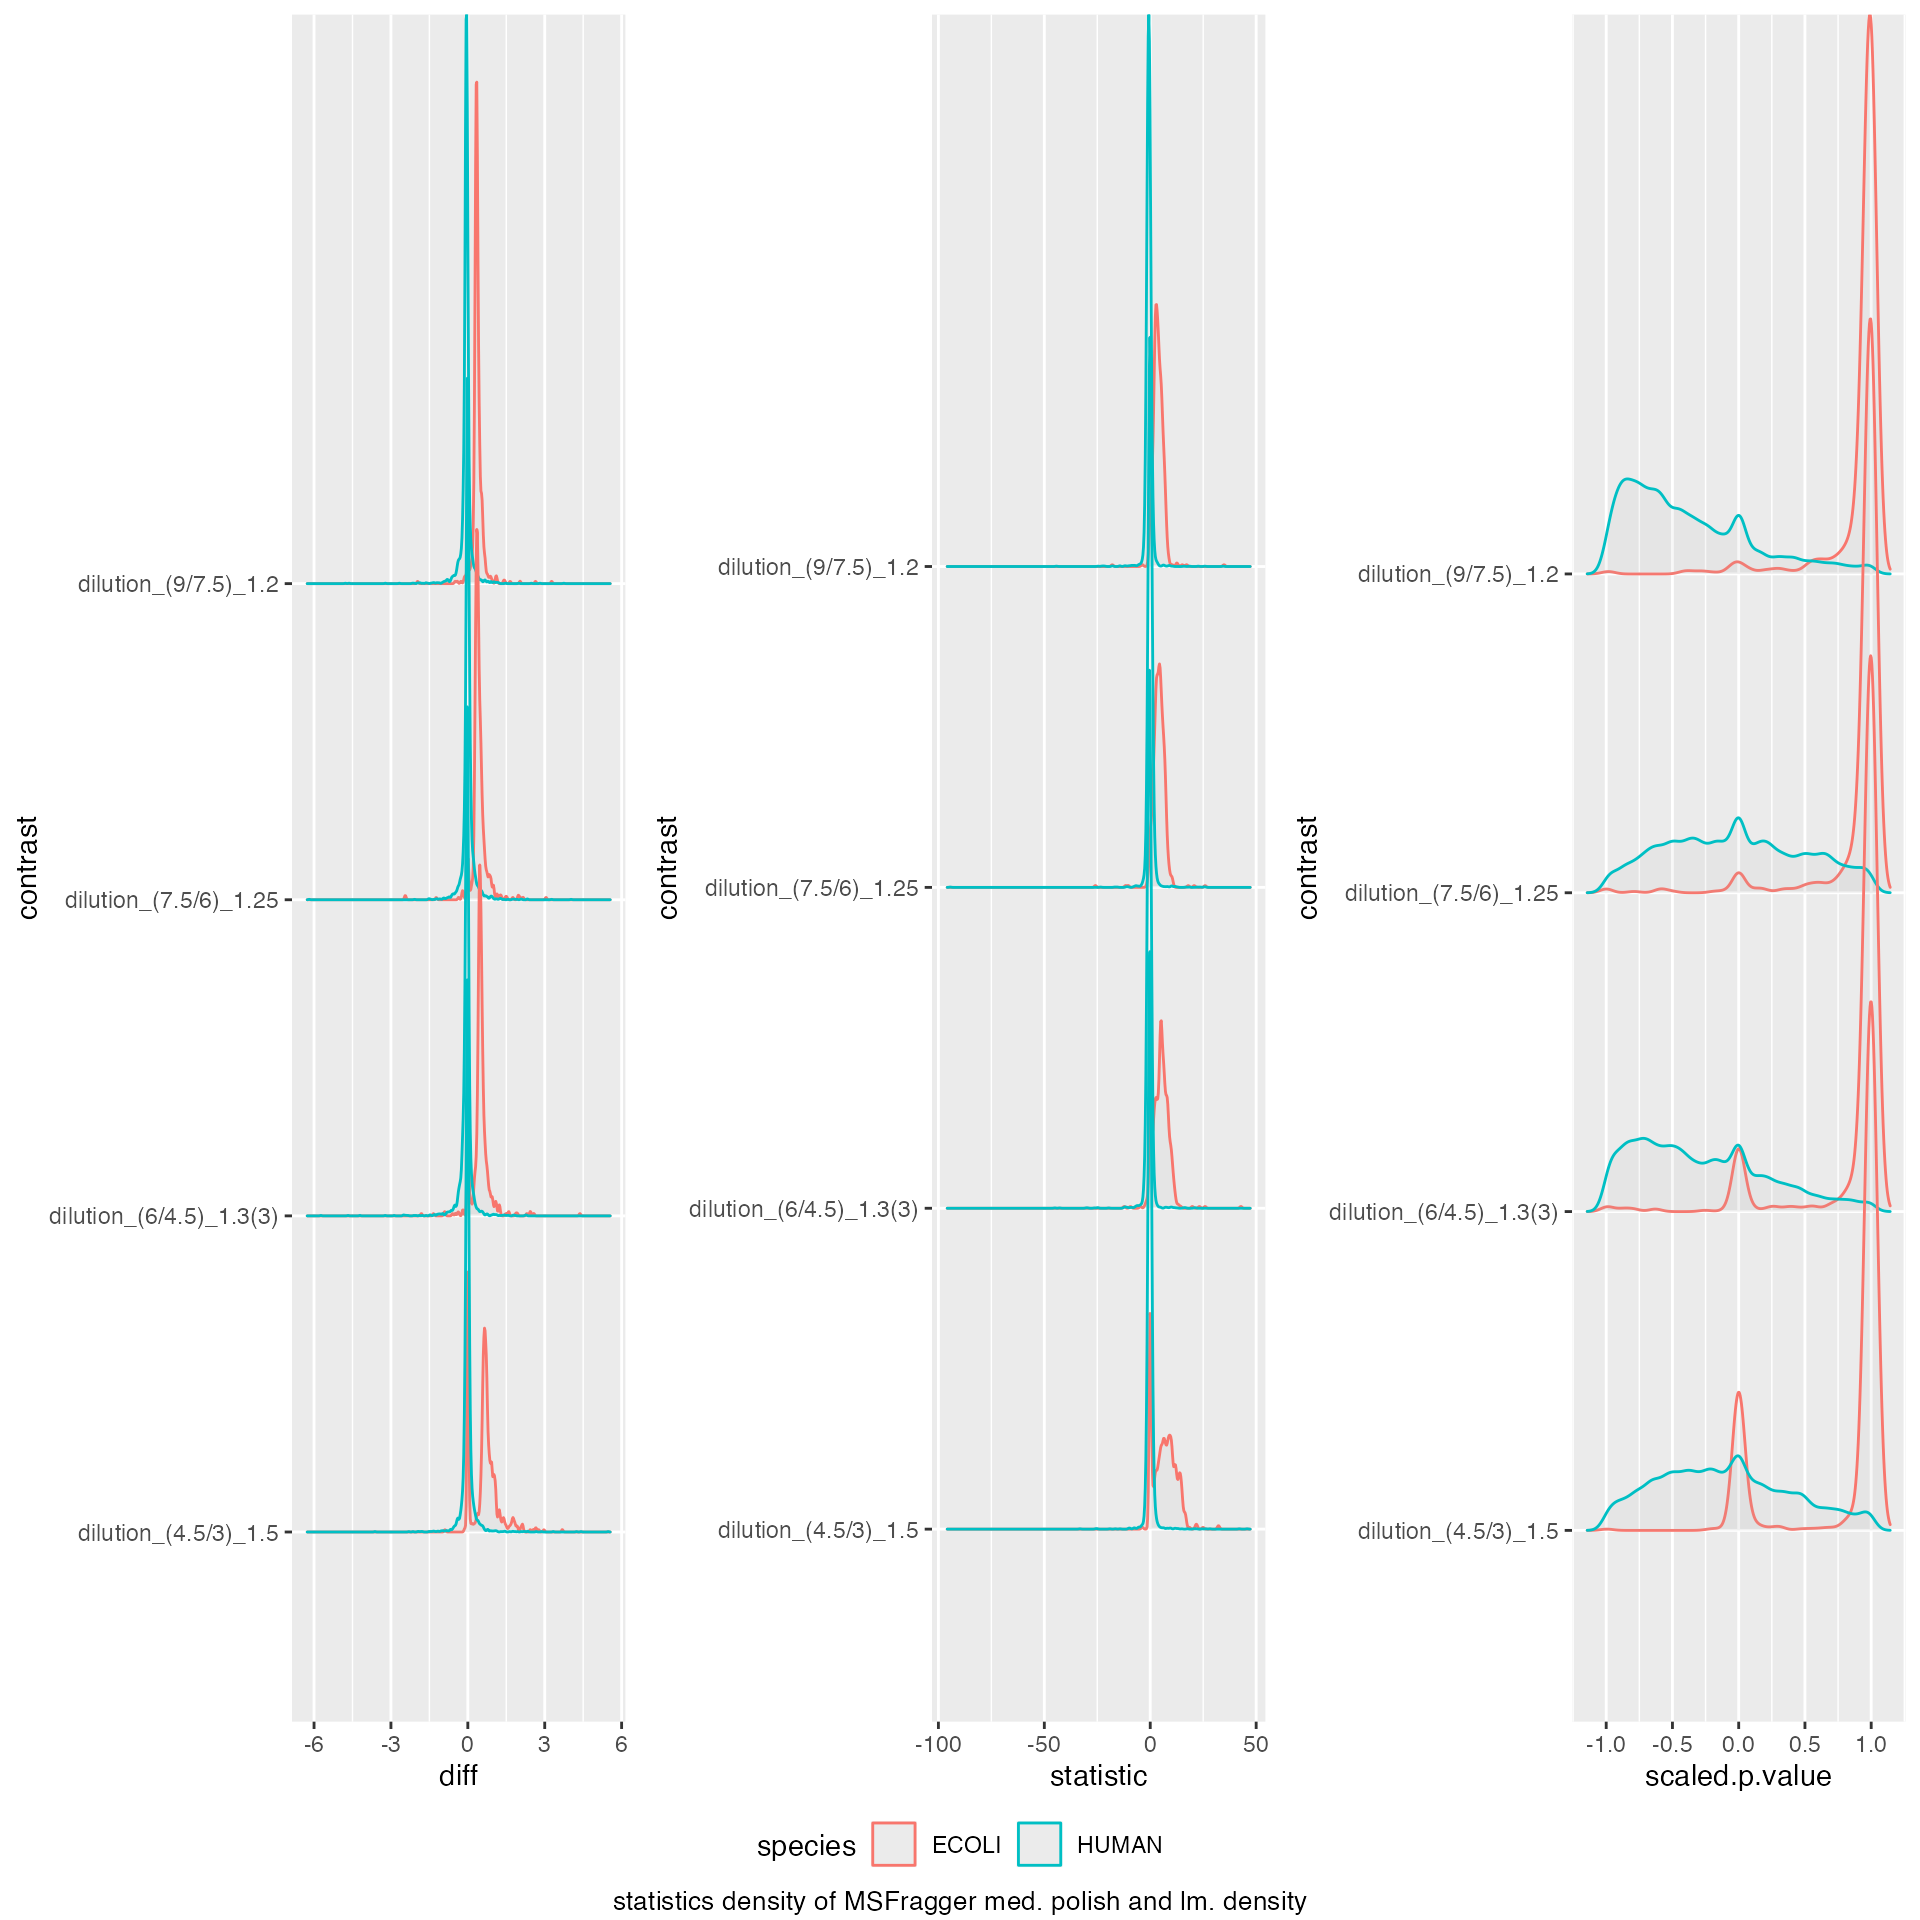 contrast
dilution_(9/7.5)_1.2
dilution_(7.5/6)_1.25
dilution_(6/4.5)_1.3(3)
dilution_(4.5/3)_1.5
-6 -3 0 3 6
diff
contrast
dilution_(9/7.5)_1.2
dilution_(7.5/6)_1.25
dilution_(6/4.5)_1.3(3)
dilution_(4.5/3)_1.5
-100 -50 0 50
statistic
contrast
dilution_(9/7.5)_1.2
dilution_(7.5/6)_1.25
dilution_(6/4.5)_1.3(3)
dilution_(4.5/3)_1.5
-1.0 -0.5 0.0 0.5 1.0
scaled.p.value
species ECOLI HUMAN
statistics density of MSFragger med. polish and lm. density